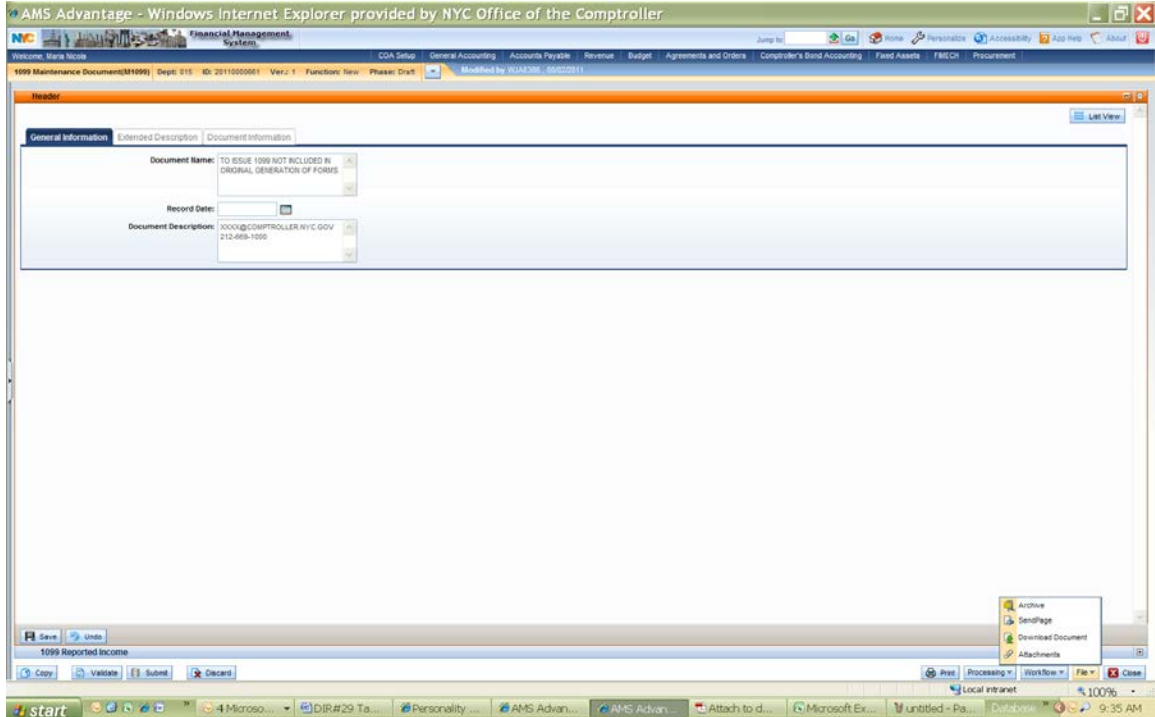 AMS Advantage - Windows Internet Explorer provided by NYC Office of the Comptroller
NYC Financial Management System
Jump to: Go Home Personalize Accessibility App Help About
Welcome, Maria Nicola
COA Setup General Accounting Accounts Payable Revenue Budget Agreements and Orders Comptroller's Bond Accounting Fixed Assets FMECH Procurement
1099 Maintenance Document(M1099) Dept: 015 ID: 20110000061 Ver.: 1 Function: New Phase: Draft Modified by
Header
List View
General Information Extended Description Document Information
Document Name: TO ISSUE 1099 NOT INCLUDED IN
ORIGINAL GENERATION OF FORMS
Record Date:
Document Description: XXXX@COMPTROLLER.NYC.GOV
212-669-1000
Archive
SendPage
Download Document
Attachments
Save Undo
1099 Reported Income
Copy Validate Submit Discard Print Processing Workflow File Close
Local intranet 100%
start 4 Microso... DIR#29 Ta... Personality ... AMS Advan... AMS Advan... Attach to d... Microsoft Ex... untitled - Pa... Database 9:35 AM